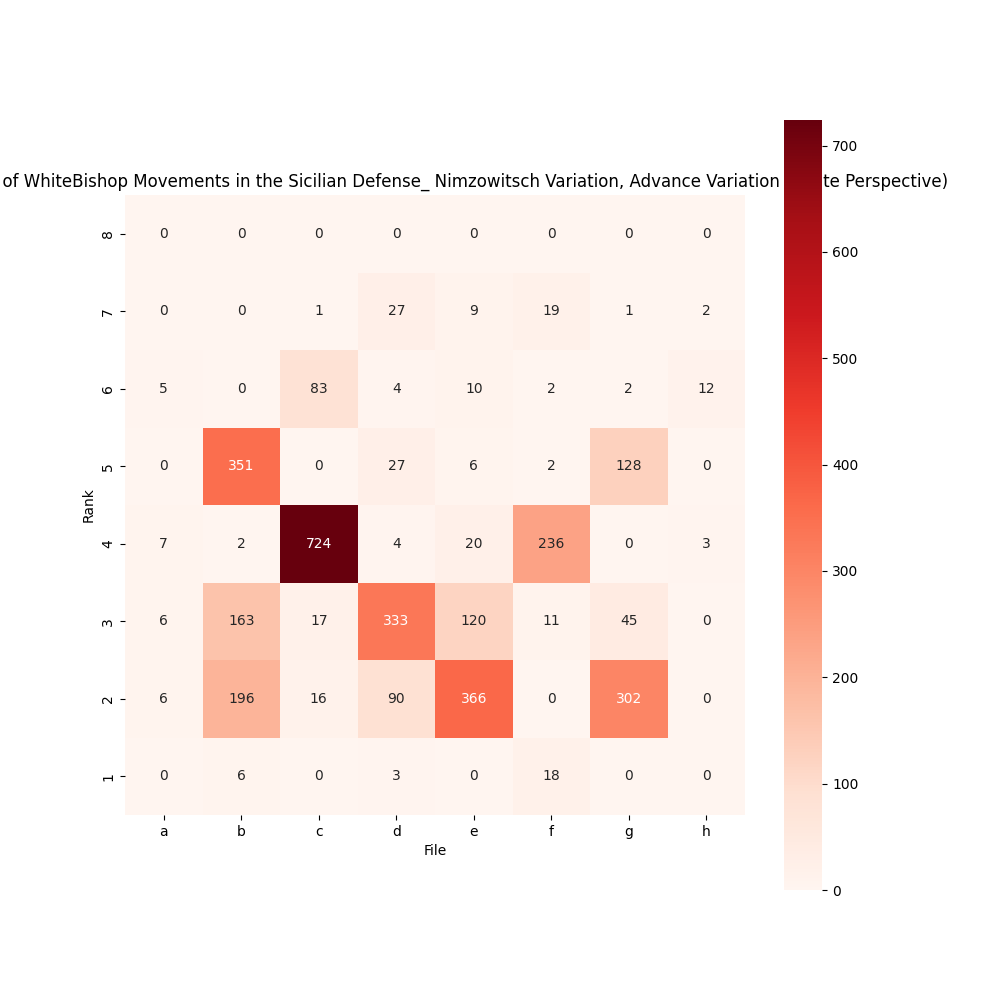 of WhiteBishop Movements in the Sicilian Defense_ Nimzowitsch Variation, Advance Variation te Perspective)
700
600
500
400
300
200
100
0
Rank
8 0 0 0 0 0 0 0 0
7 0 0 1 27 9 19 1 2
6 5 0 83 4 10 2 2 12
5 0 351 0 27 6 2 128 0
4 7 2 724 4 20 236 0 3
3 6 163 17 333 120 11 45 0
2 6 196 16 90 366 0 302 0
1 0 6 0 3 0 18 0 0
a b c d e f g h
File